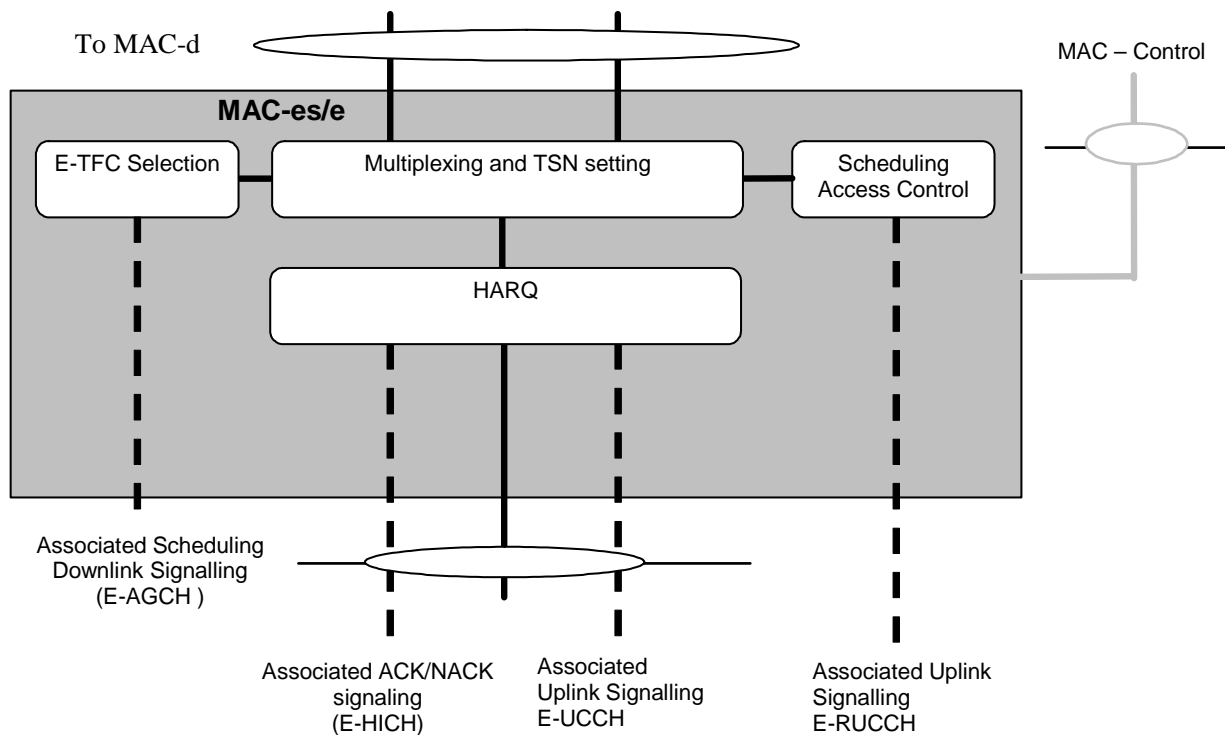 To MAC-d
MAC – Control
MAC-es/e
E-TFC Selection
Multiplexing and TSN setting
Scheduling
Access Control
HARQ
Associated Scheduling
Downlink Signalling
(E-AGCH )
Associated ACK/NACK
signaling
(E-HICH)
Associated
Uplink Signalling
E-UCCH
Associated Uplink
Signalling
E-RUCCH